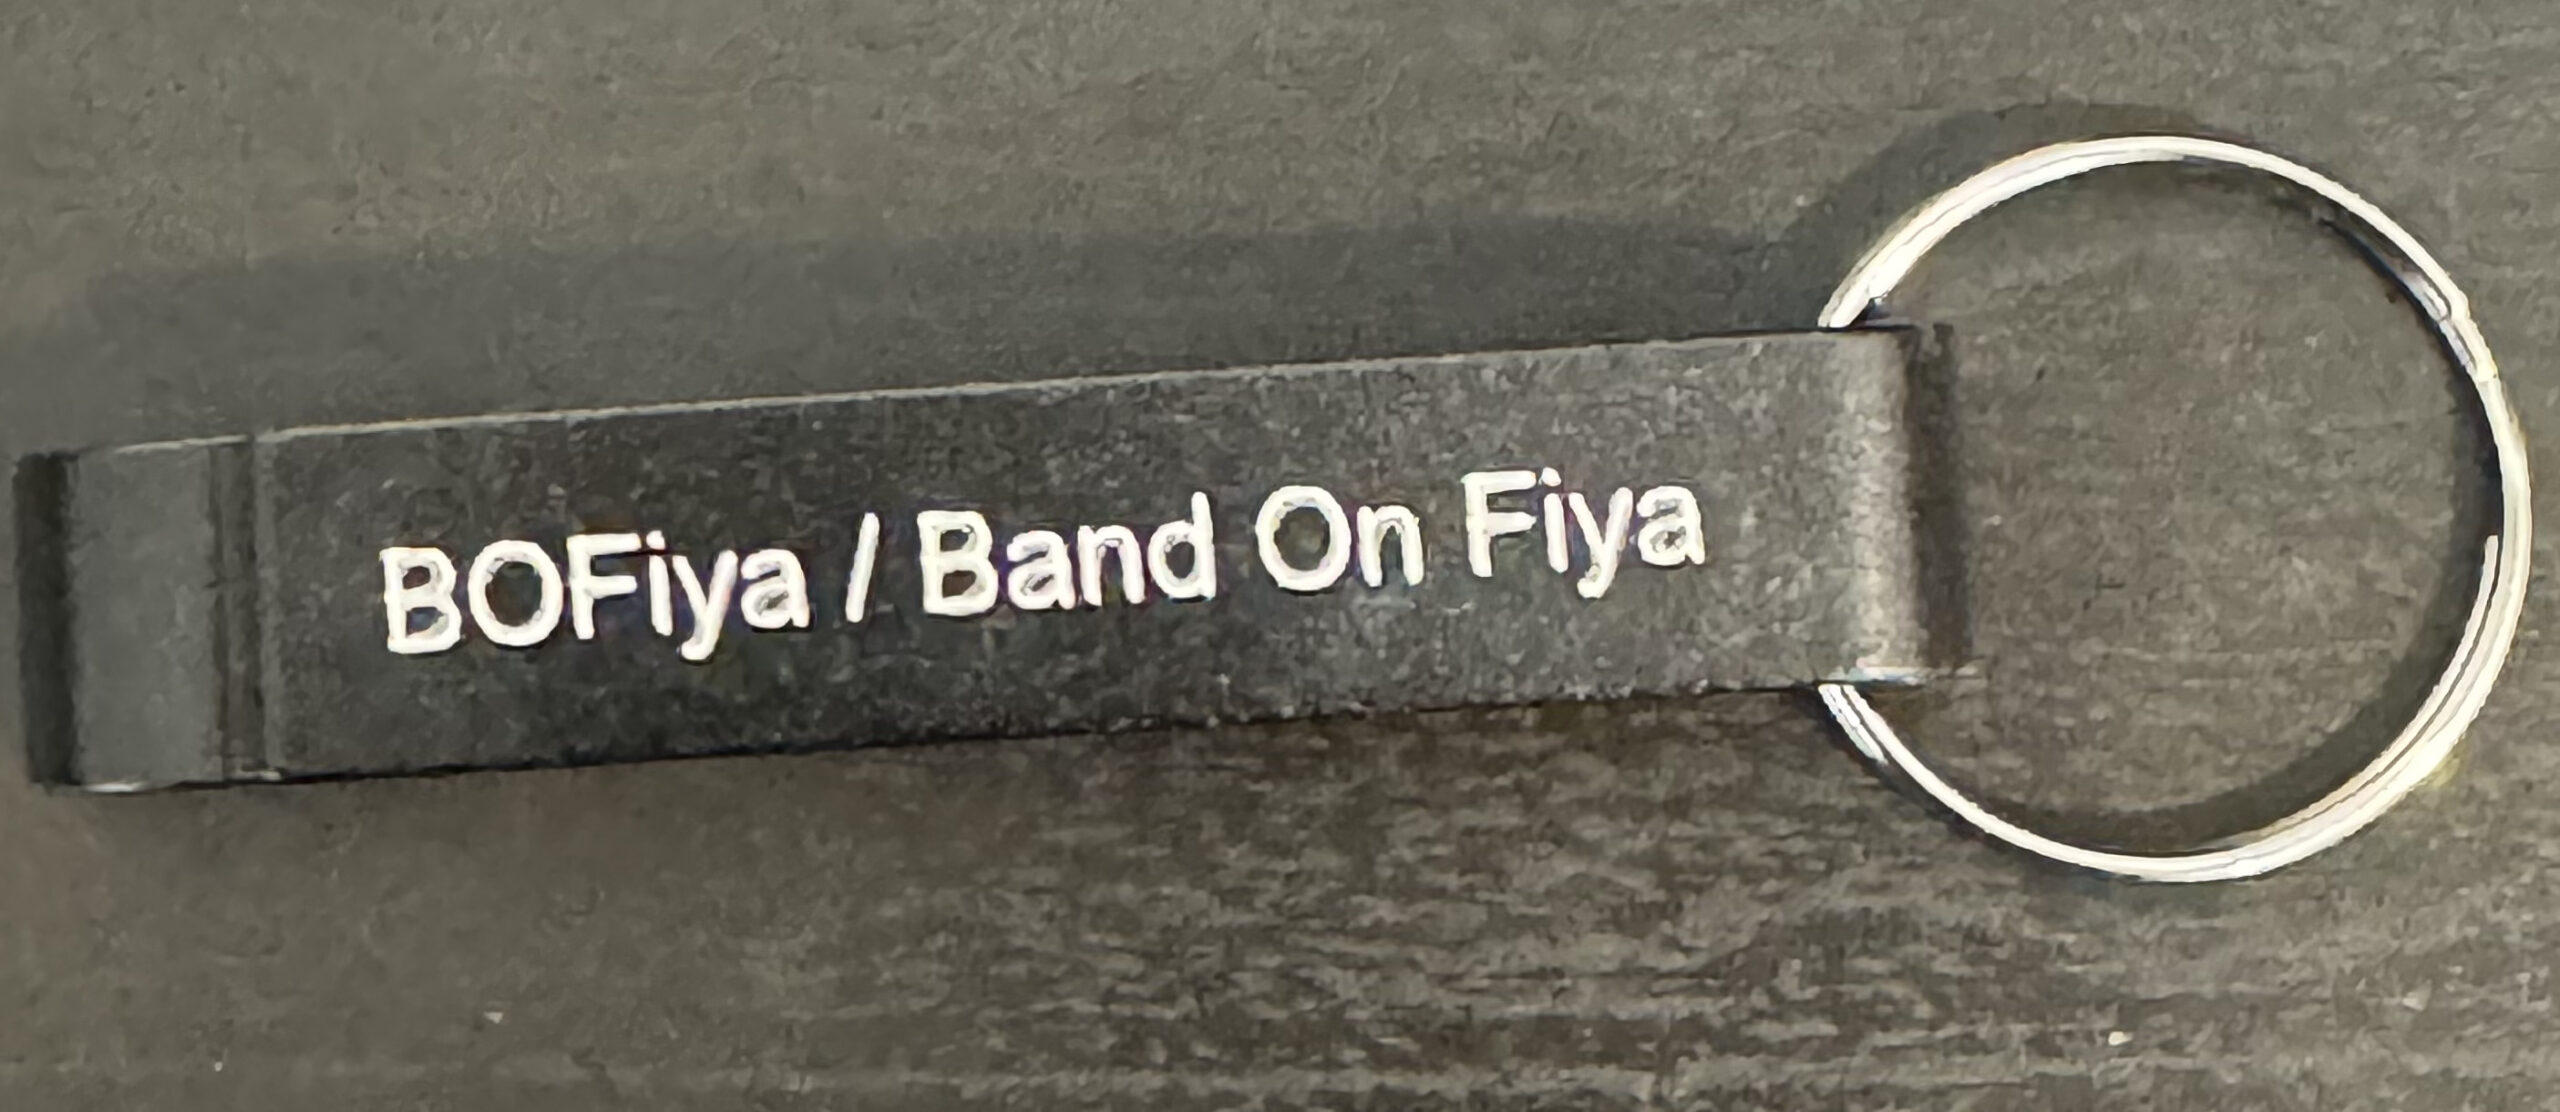 BOFiya / Band On Fiya